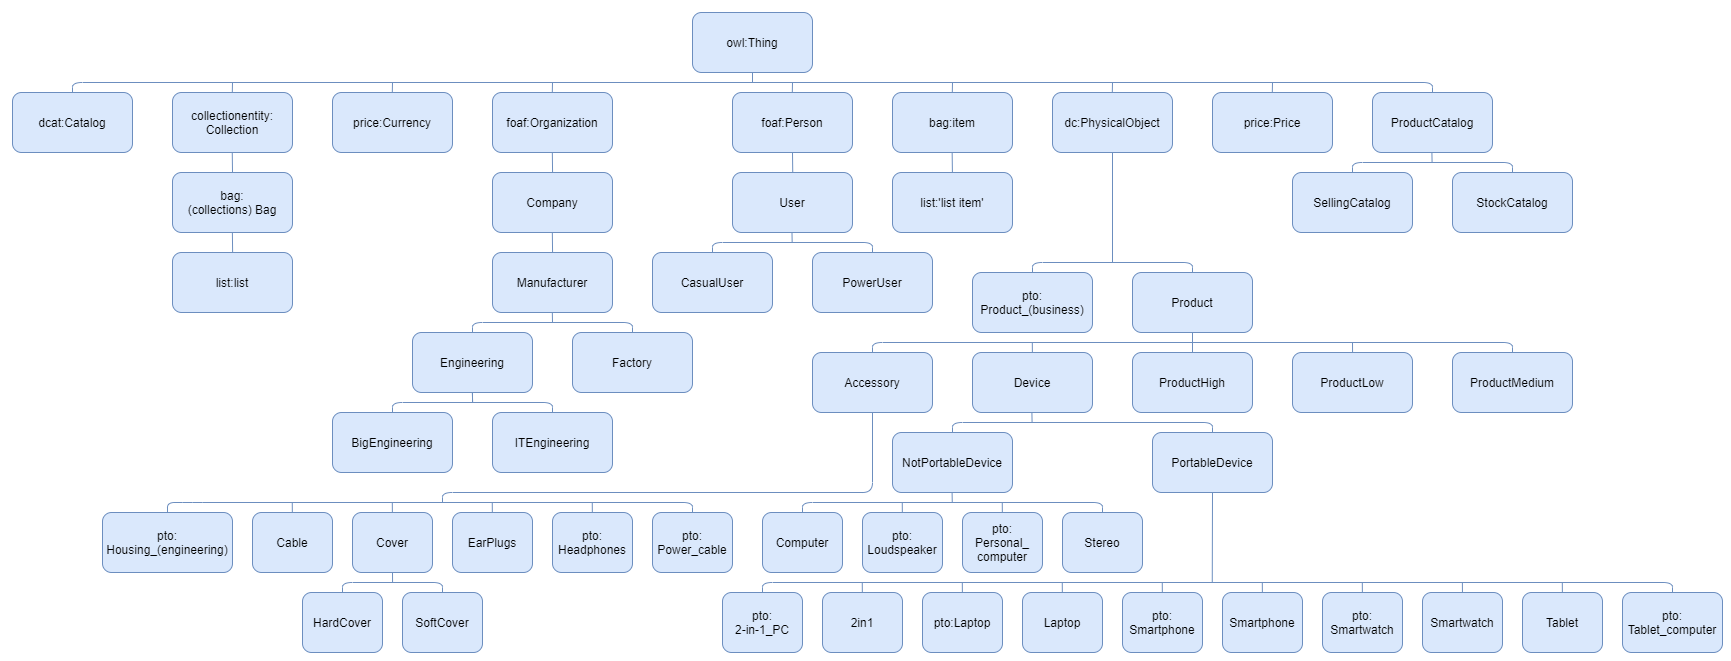 owl:Thing
dcat:Catalog
collectionentity:
Collection
price:Currency
foaf:Organization
foaf:Person
bag:item
dc:PhysicalObject
price:Price
ProductCatalog
bag:
(collections) Bag
Company
User
list:'list item'
SellingCatalog
StockCatalog
list:list
Manufacturer
CasualUser
PowerUser
pto:
Product_(business)
Product
Engineering
Factory
Accessory
Device
ProductHigh
ProductLow
ProductMedium
BigEngineering
ITEngineering
NotPortableDevice
PortableDevice
pto:
Housing_(engineering)
Cable
Cover
EarPlugs
pto:
Headphones
pto:
Power_cable
Computer
pto:
Loudspeaker
pto:
Personal_
computer
Stereo
HardCover
SoftCover
pto:
2-in-1_PC
2in1
pto:Laptop
Laptop
pto:
Smartphone
Smartphone
pto:
Smartwatch
Smartwatch
Tablet
pto:
Tablet_computer